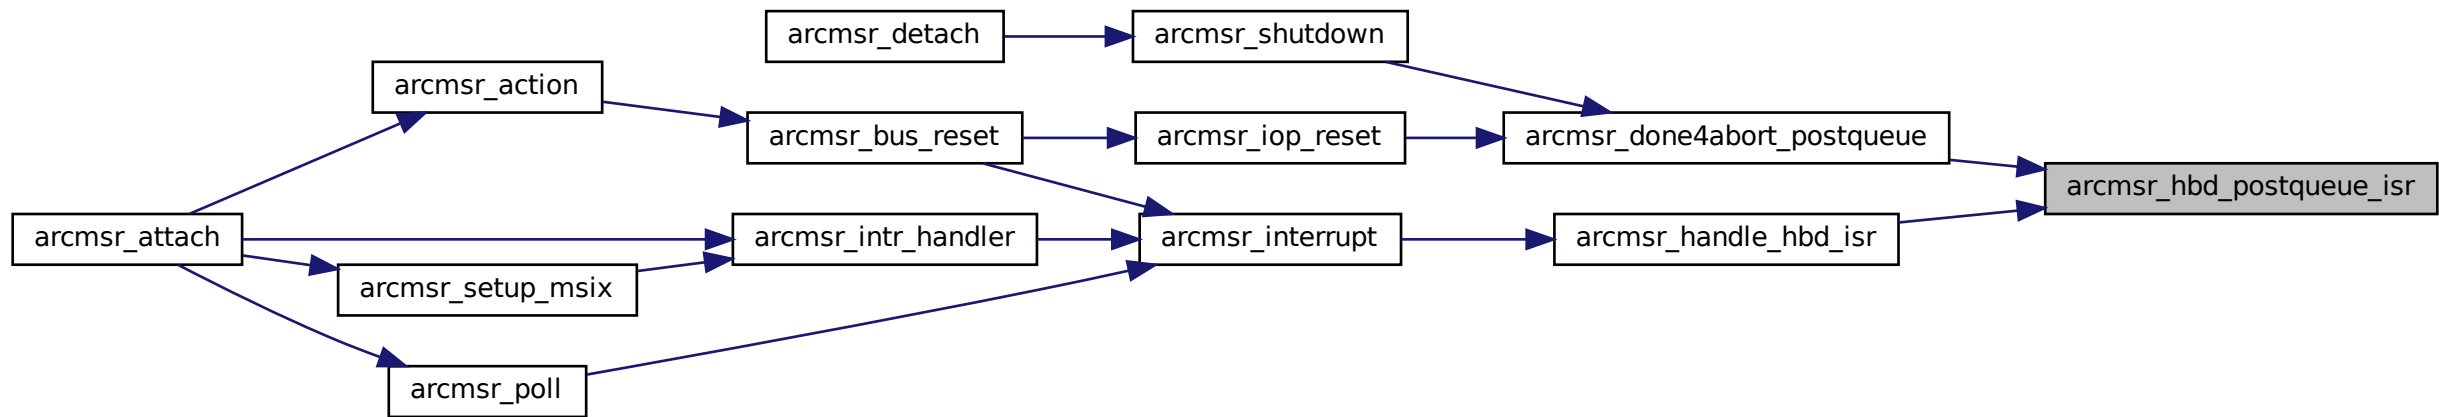 arcmsr_detach
arcmsr_shutdown
arcmsr_action
arcmsr_bus_reset
arcmsr_iop_reset
arcmsr_done4abort_postqueue
arcmsr_hbd_postqueue_isr
arcmsr_attach
arcmsr_intr_handler
arcmsr_interrupt
arcmsr_handle_hbd_isr
arcmsr_setup_msix
arcmsr_poll